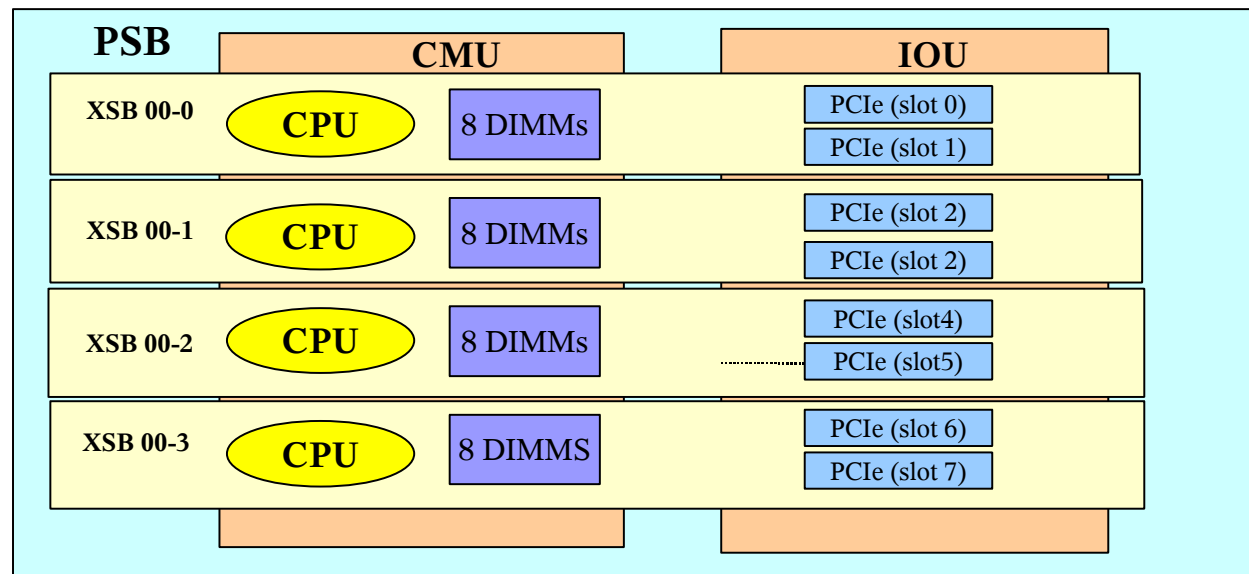 PSB
CMU
IOU
XSB 00-0
CPU
8 DIMMs
PCIe (slot 0)
PCIe (slot 1)
XSB 00-1
CPU
8 DIMMs
PCIe (slot 2)
PCIe (slot 2)
XSB 00-2
CPU
8 DIMMs
PCIe (slot4)
PCIe (slot5)
XSB 00-3
CPU
8 DIMMS
PCIe (slot 6)
PCIe (slot 7)